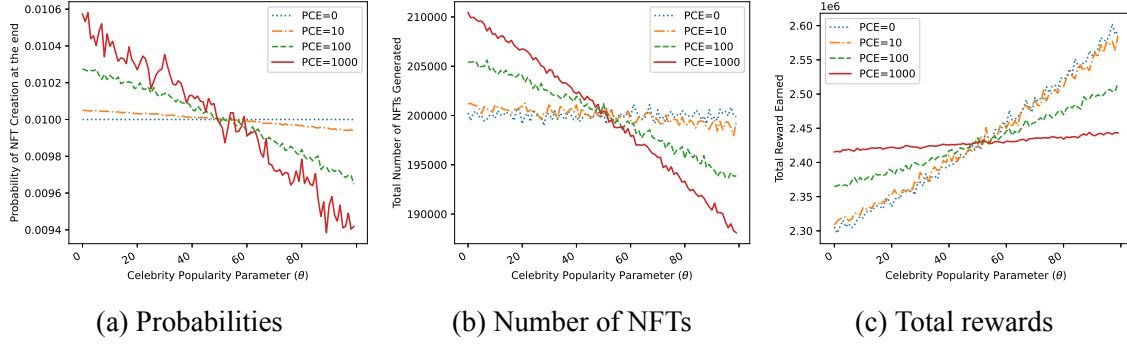 Probability of NFT Creation at the end
0.0106
0.0104
0.0102
0.0100
0.0098
0.0096
0.0094
PCE=0
PCE=10
PCE=100
PCE=1000
0
20
40
60
80
Celebrity Popularity Parameter (θ)
(a) Probabilities
Total Number of NFTs Generated
210000
205000
200000
195000
190000
PCE=0
PCE=10
PCE=100
PCE=1000
0
20
40
60
80
Celebrity Popularity Parameter (θ)
(b) Number of NFTs
1e6
Total Reward Earned
2.60
2.55
2.50
2.45
2.40
2.35
2.30
PCE=0
PCE=10
PCE=100
PCE=1000
0
20
40
60
80
Celebrity Popularity Parameter (θ)
(c) Total rewards